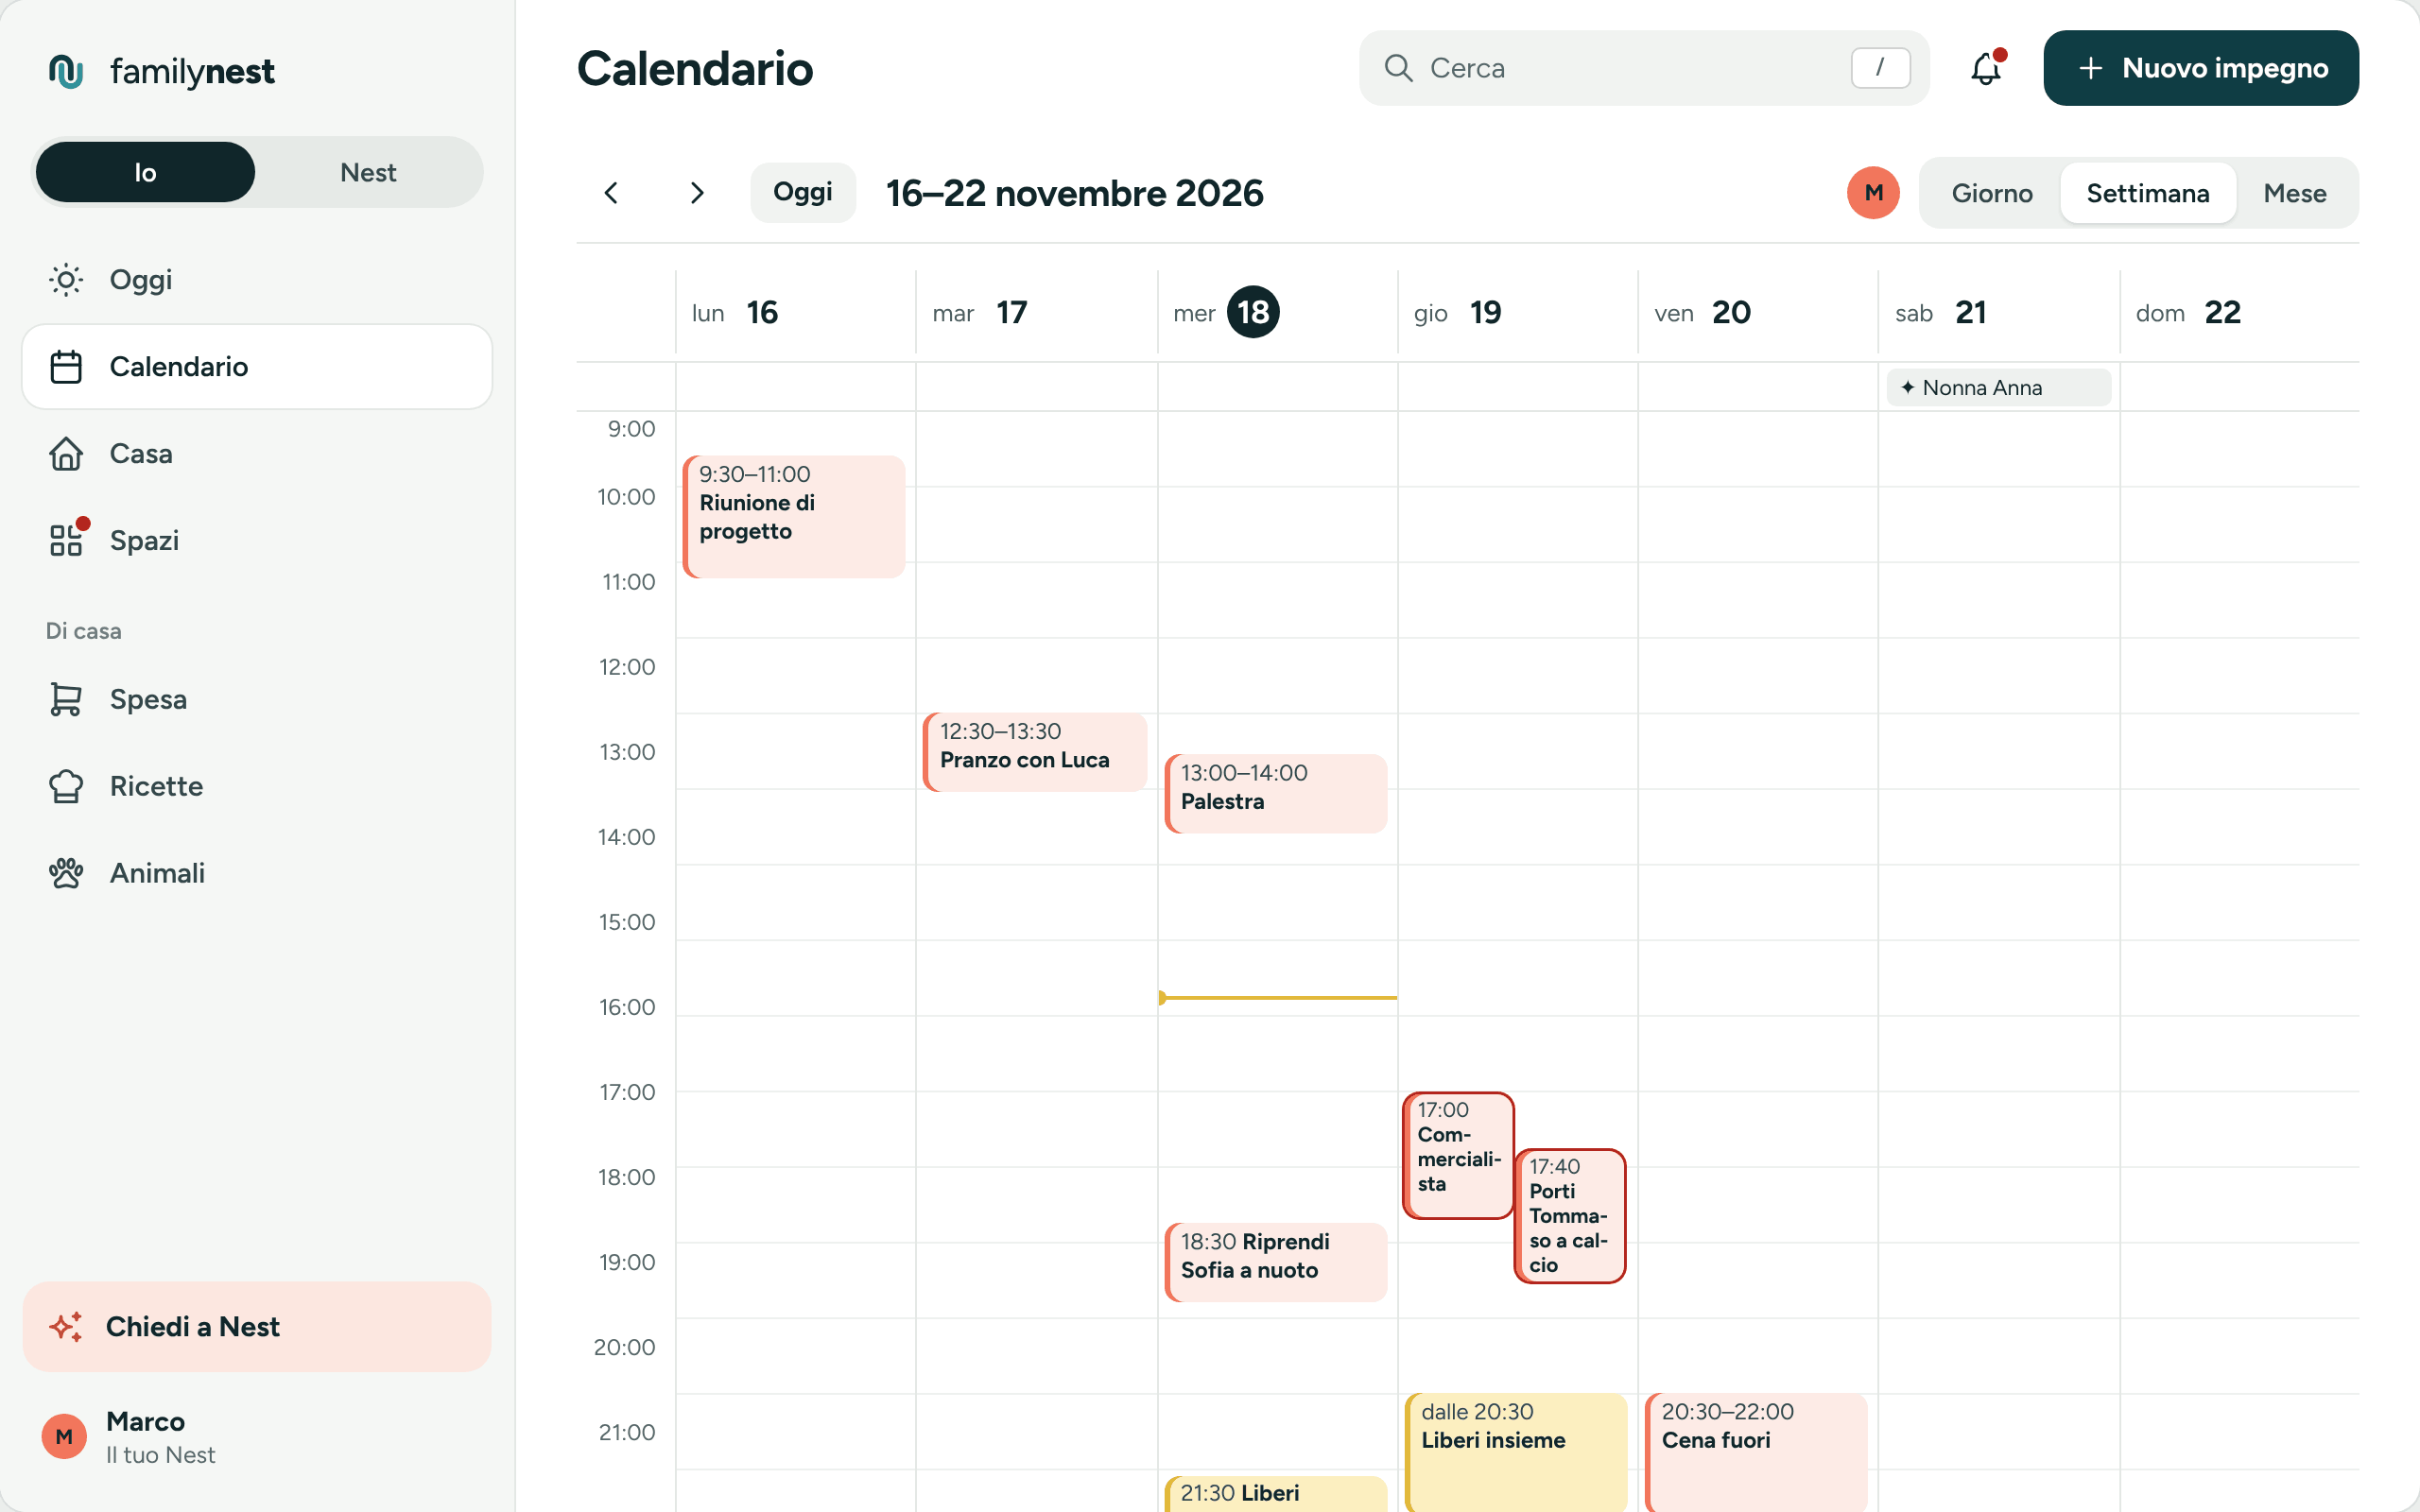 familynest
Io
Nest
Oggi
Calendario
Casa
Spazi
Di casa
Spesa
Ricette
Animali
Chiedi a Nest
M
Marco
Il tuo Nest
Calendario
Cerca
/
+ Nuovo impegno
Oggi
16–22 novembre 2026
M
Giorno
Settimana
Mese
lun 16
mar 17
mer 18
gio 19
ven 20
sab 21
dom 22
✦ Nonna Anna
9:00
10:00
11:00
12:00
13:00
14:00
15:00
16:00
17:00
18:00
19:00
20:00
21:00
9:30–11:00
Riunione di
progetto
12:30–13:30
Pranzo con Luca
13:00–14:00
Palestra
18:30 Riprendi
Sofia a nuoto
21:30 Liberi
17:00
Com-
merciali-
sta
17:40
Porti
Tomma-
so a cal-
cio
dalle 20:30
Liberi insieme
20:30–22:00
Cena fuori